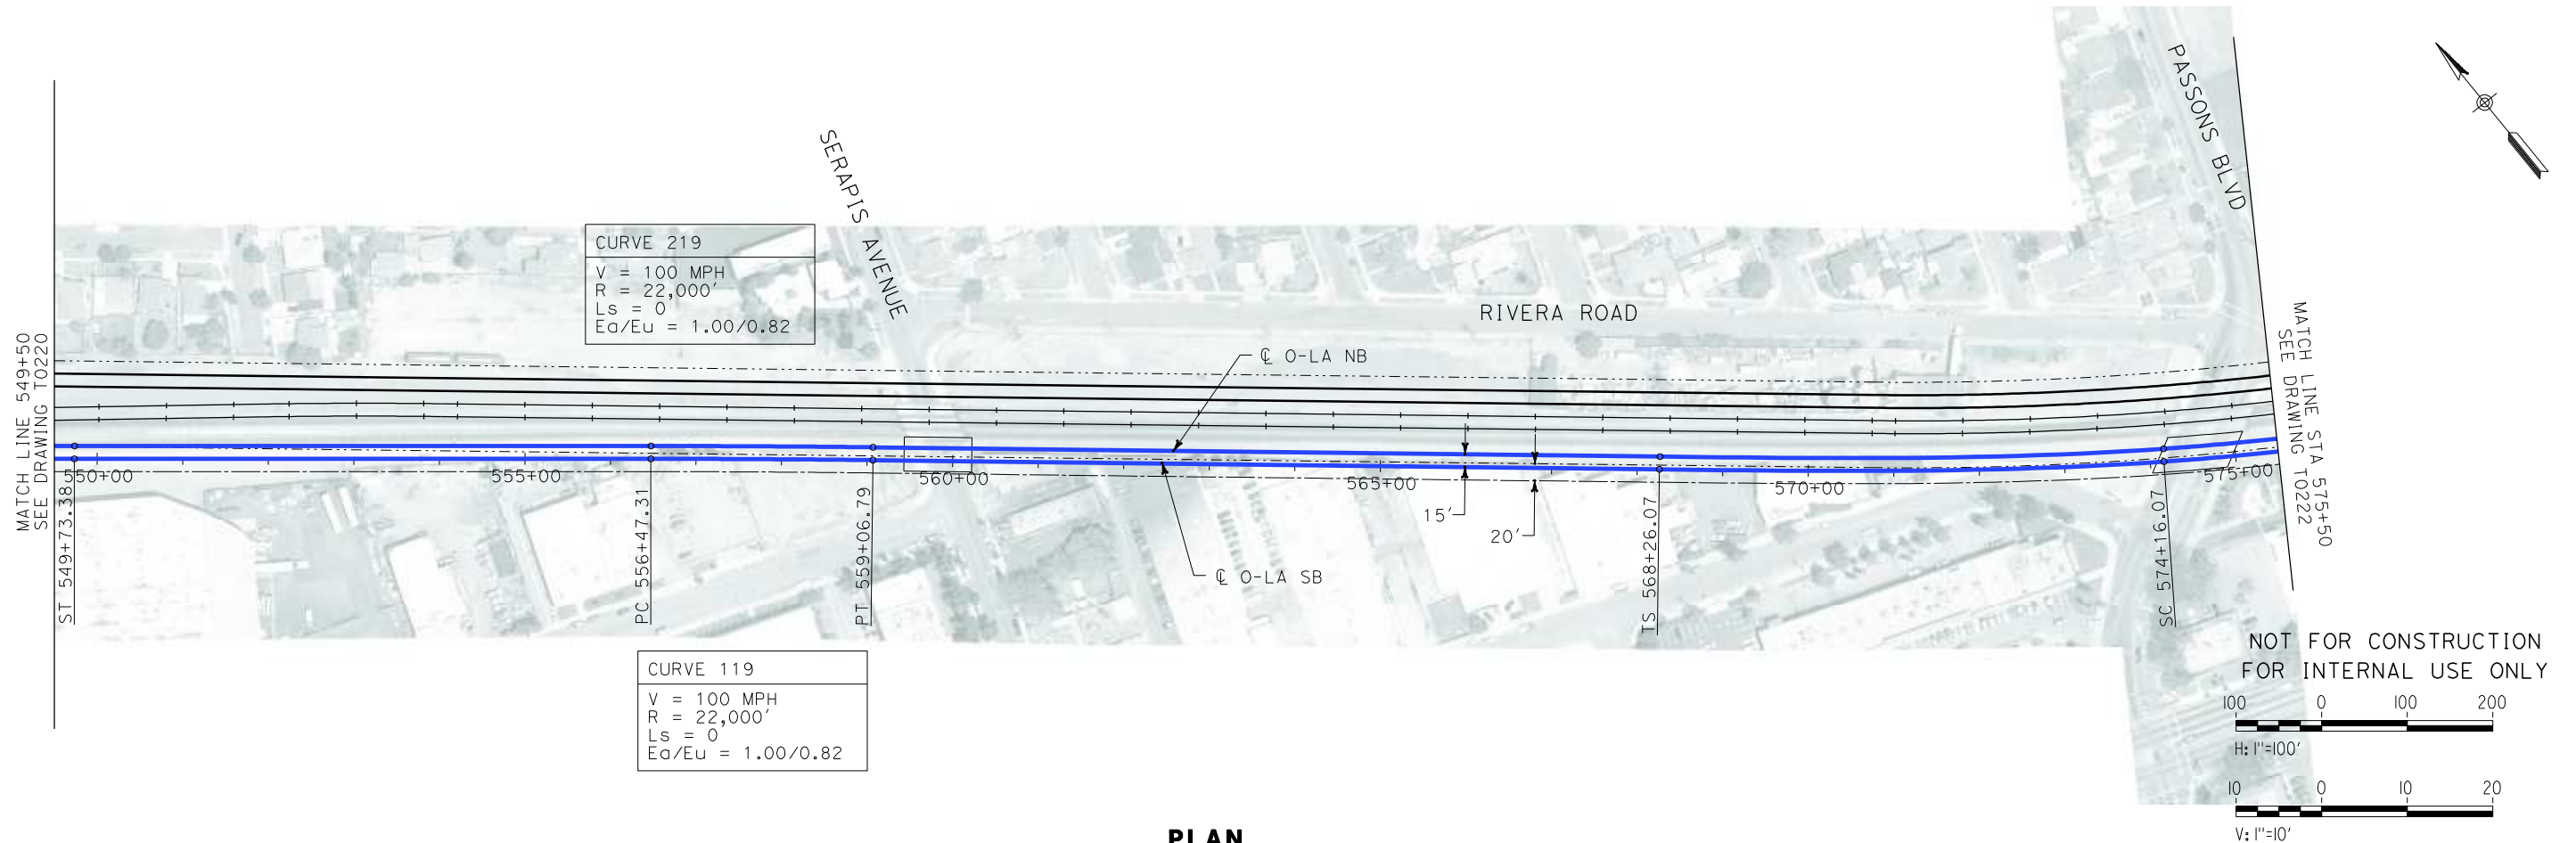 PASSONS BLVD
SERAPIS AVENUE
CURVE 219
V = 100 MPH
R = 22,000'
Ls = 0'
Ea/Eu = 1.00/0.82
RIVERA ROAD
℄ O-LA NB
MATCH LINE 549+50
SEE DRAWING T0220
MATCH LINE STA 575+50
SEE DRAWING T0222
550+00
555+00
560+00
565+00
570+00
575+00
ST 549+73.38
PC 556+47.31
PT 559+06.79
TS 568+26.07
SC 574+16.07
15'
20'
℄ O-LA SB
CURVE 119
V = 100 MPH
R = 22,000'
Ls = 0'
Ea/Eu = 1.00/0.82
NOT FOR CONSTRUCTION
FOR INTERNAL USE ONLY
100 0 100 200
H: 1"=100'
10 0 10 20
V: 1"=10'
PLAN